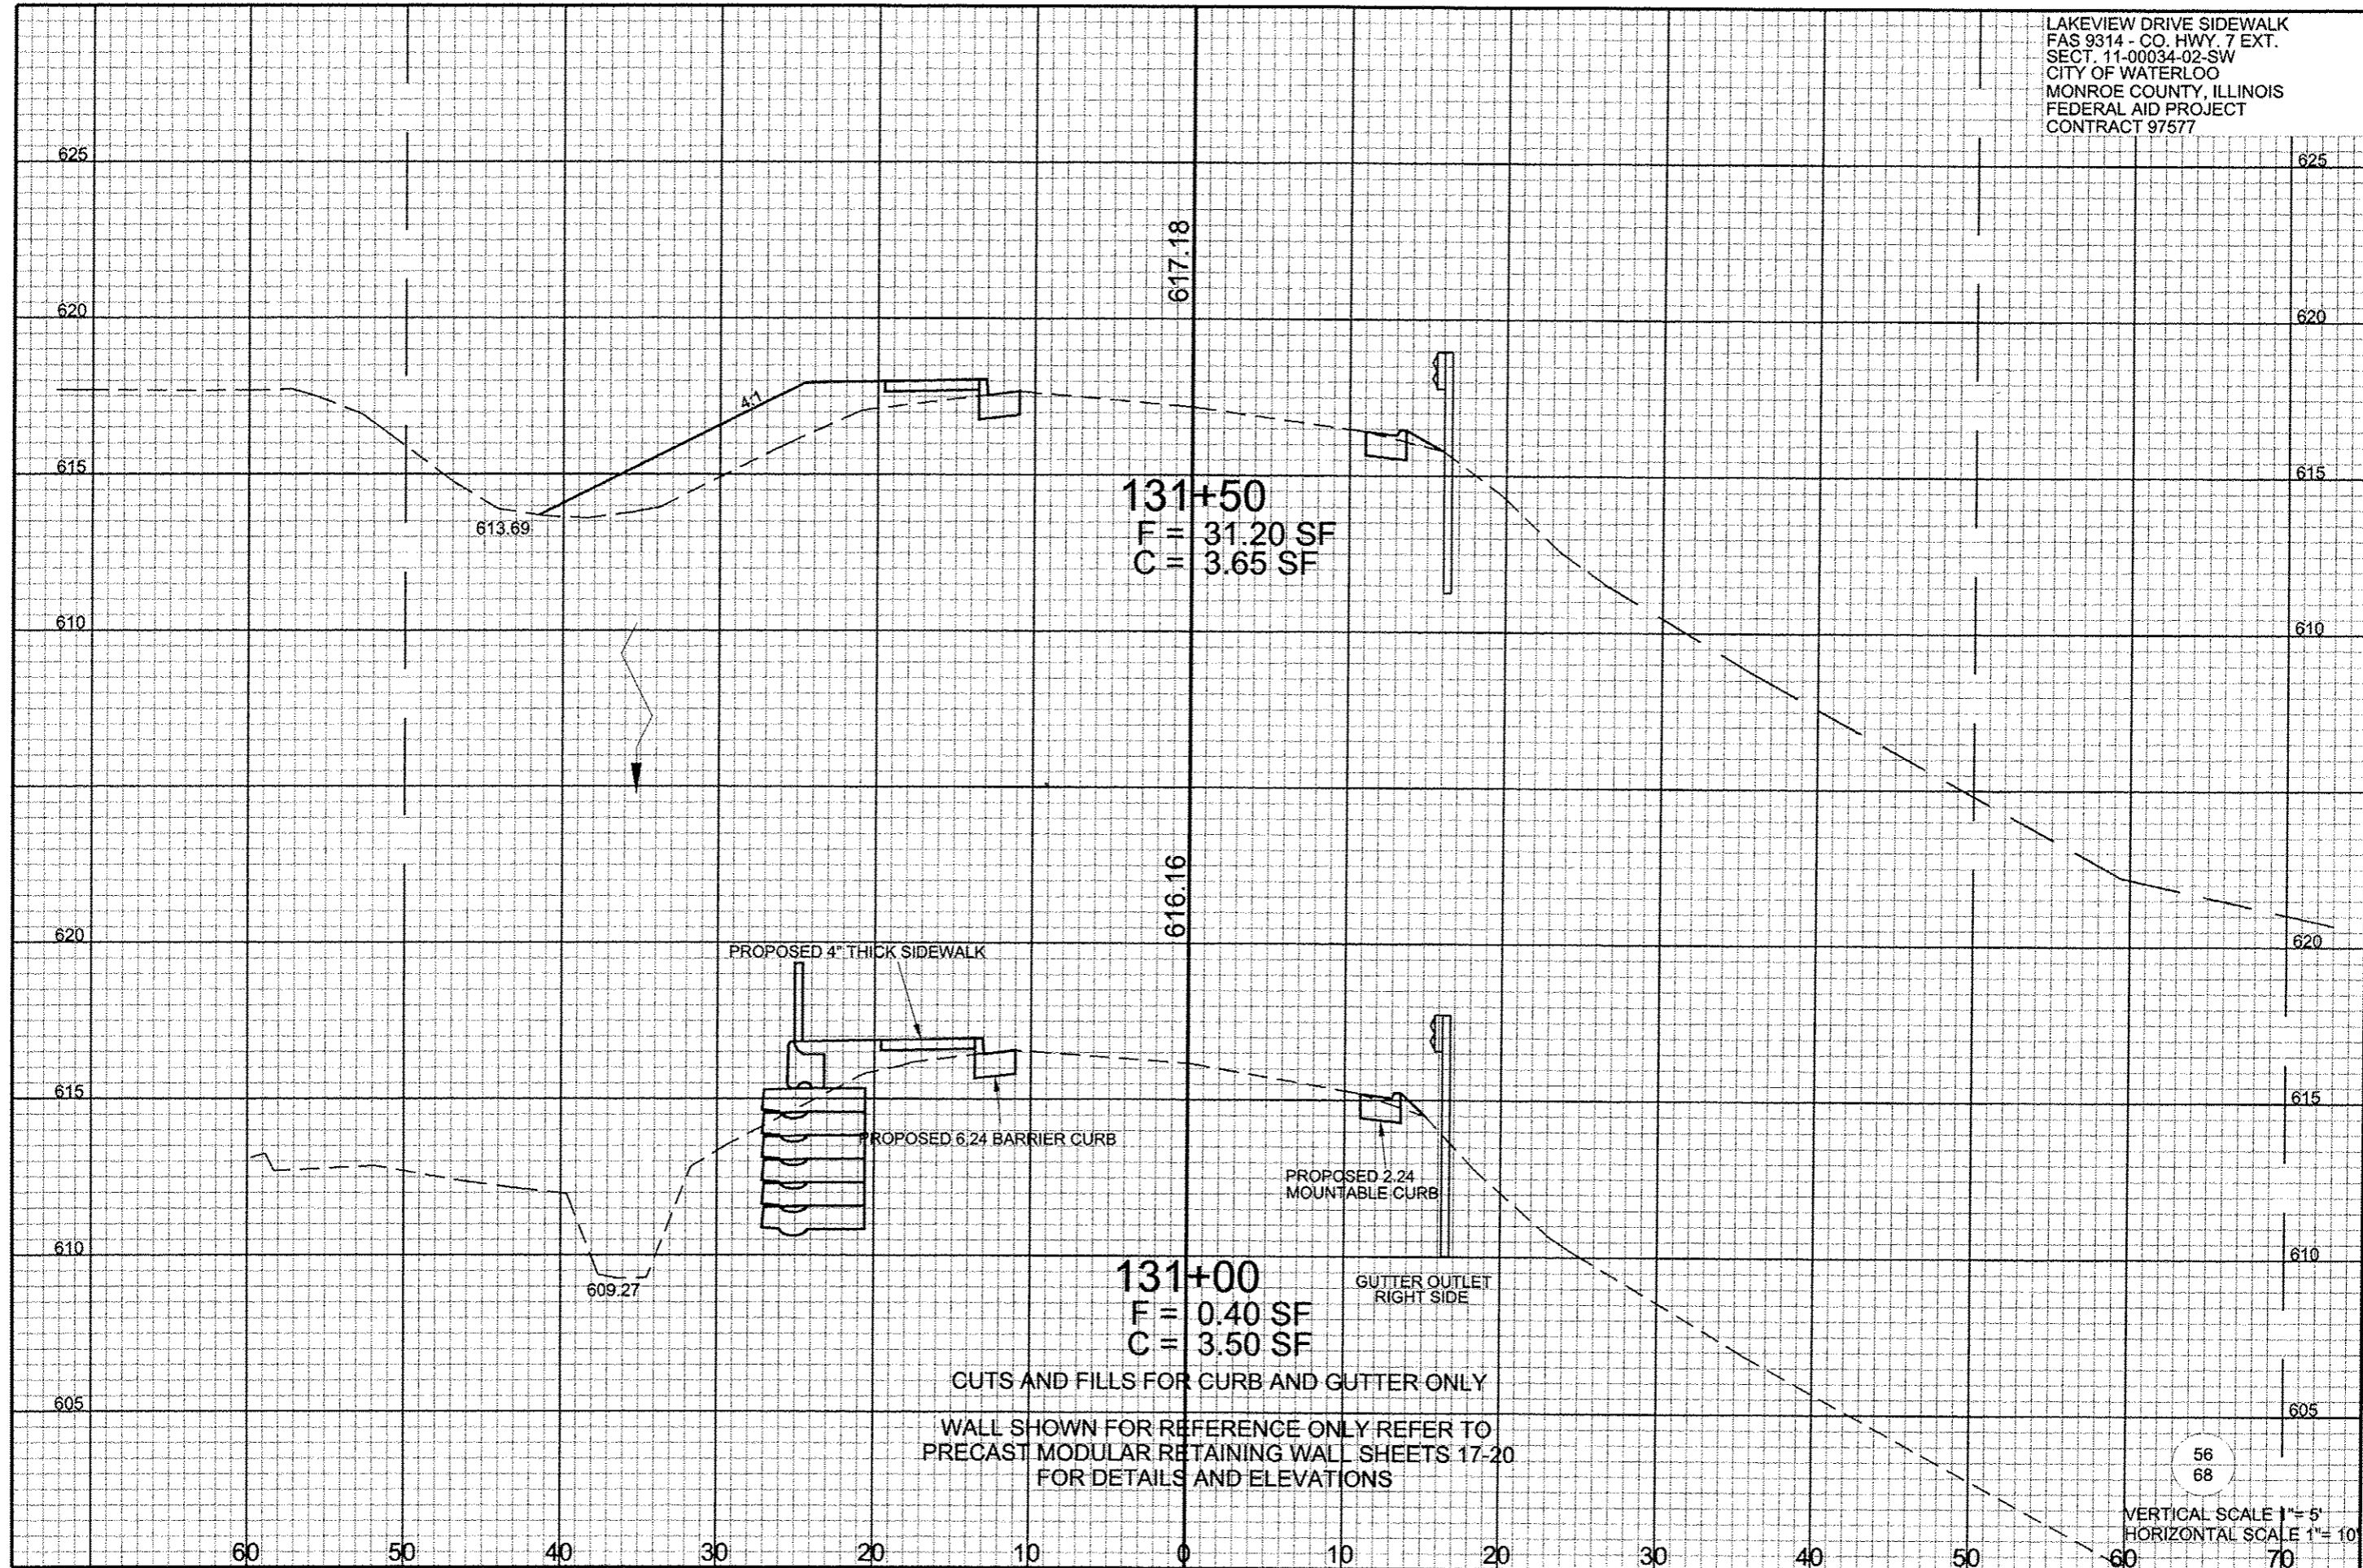 LAKEVIEW DRIVE SIDEWALK
FAS 9314 - CO. HWY. 7 EXT.
SECT. 11-00034-02-SW
CITY OF WATERLOO
MONROE COUNTY, ILLINOIS
FEDERAL AID PROJECT
CONTRACT 97577
625
625
617.18
620
620
4:1
615
615
613.69
131+50
F = 31.20 SF
C = 3.65 SF
610
610
616.16
620
620
PROPOSED 4" THICK SIDEWALK
615
615
PROPOSED 6.24 BARRIER CURB
PROPOSED 2.24
MOUNTABLE CURB
610
610
609.27
131+00
F = 0.40 SF
C = 3.50 SF
GUTTER OUTLET
RIGHT SIDE
CUTS AND FILLS FOR CURB AND GUTTER ONLY
605
605
WALL SHOWN FOR REFERENCE ONLY REFER TO
PRECAST MODULAR RETAINING WALL SHEETS 17-20
FOR DETAILS AND ELEVATIONS
56
68
VERTICAL SCALE 1"= 5'
HORIZONTAL SCALE 1"= 10'
60 50 40 30 20 10 0 10 20 30 40 50 60 70